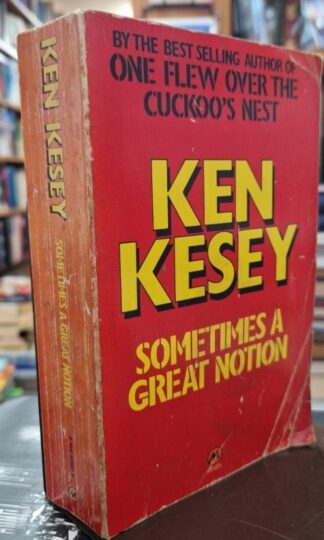 BY THE BEST SELLING AUTHOR OF
ONE FLEW OVER THE
CUCKOO'S NEST
KEN
KESEY
SOMETIMES A
GREAT NOTION
KEN KESEY
SOMETIMES A GREAT NOTION